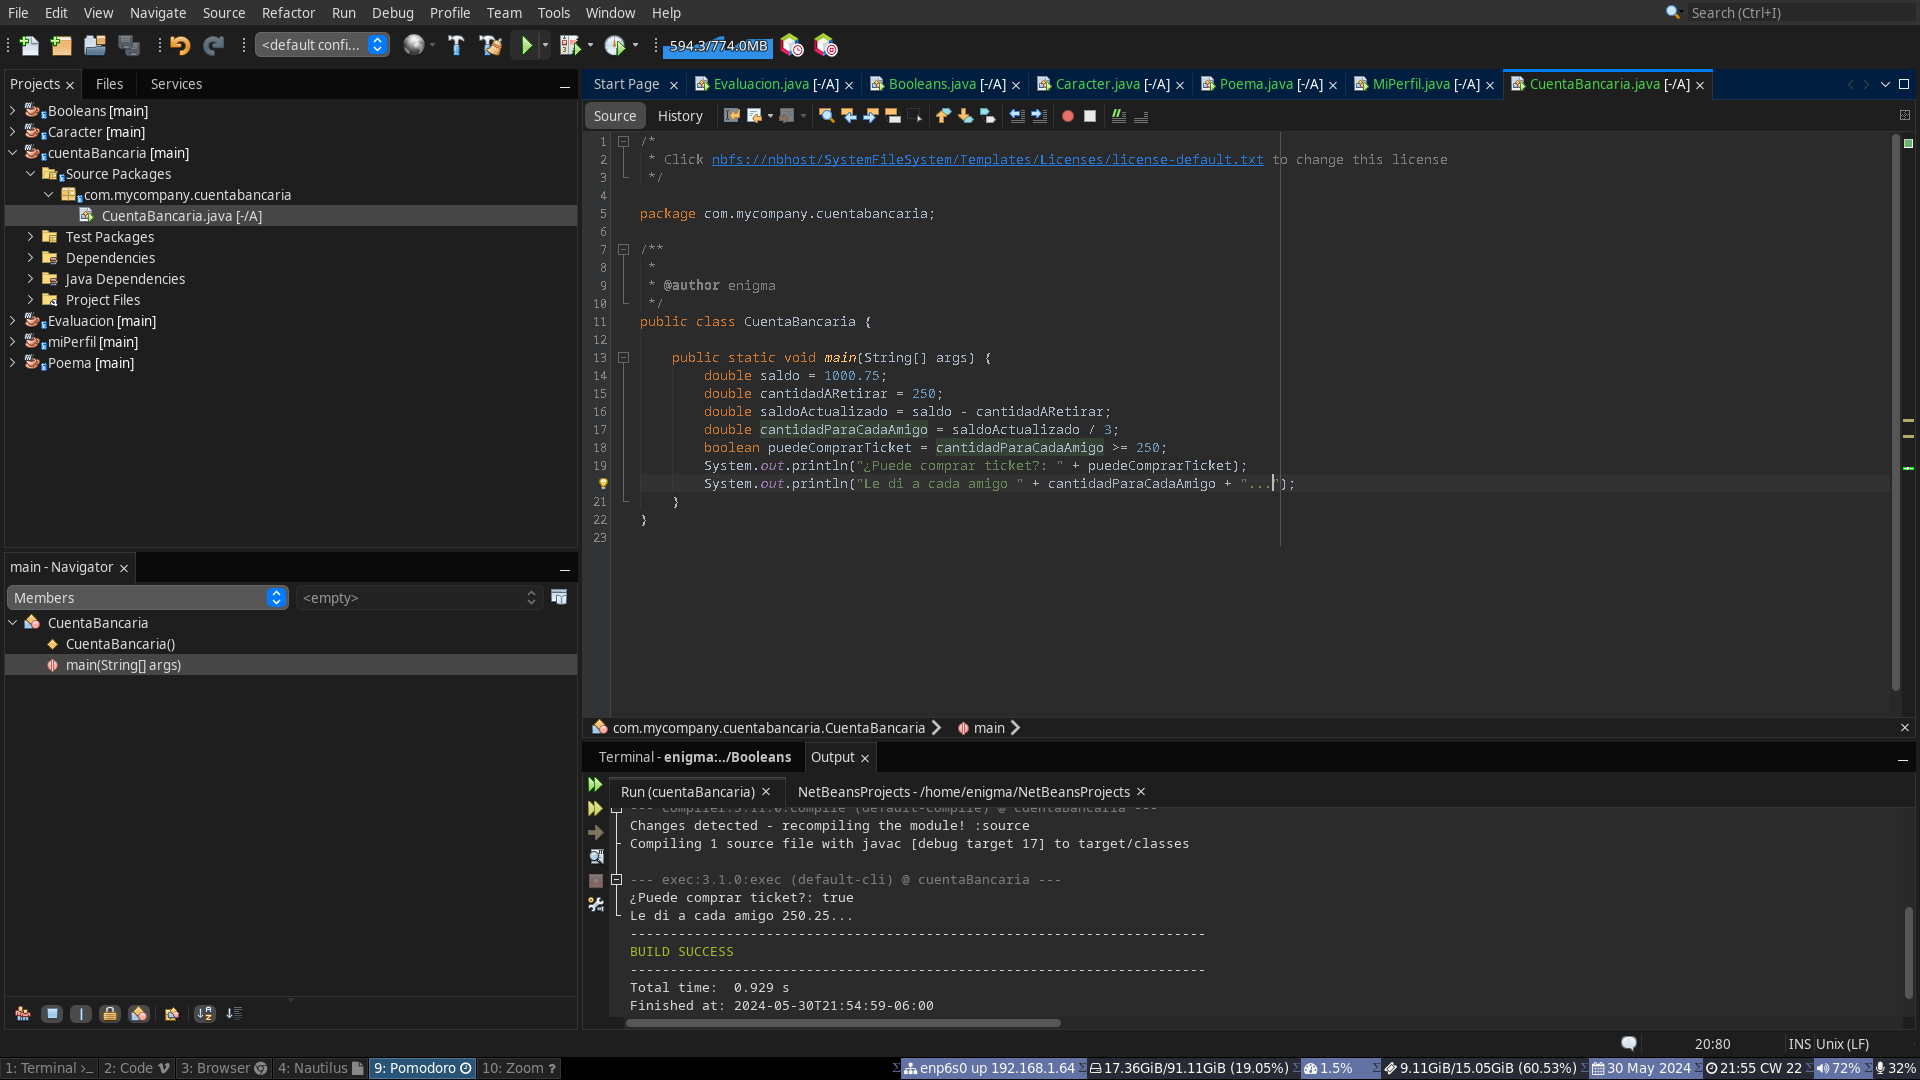 File Edit View Navigate Source Refactor Run Debug Profile Team Tools Window Help Search (Ctrl+I)
<default confi... 594.3/774.0MB
Projects Files Services
Booleans [main]
Caracter [main]
cuentaBancaria [main]
Source Packages
com.mycompany.cuentabancaria
CuentaBancaria.java [-/A]
Test Packages
Dependencies
Java Dependencies
Project Files
Evaluacion [main]
miPerfil [main]
Poema [main]
main - Navigator
Members <empty>
CuentaBancaria
CuentaBancaria()
main(String[] args)
Start Page Evaluacion.java [-/A] Booleans.java [-/A] Caracter.java [-/A] Poema.java [-/A] MiPerfil.java [-/A] CuentaBancaria.java [-/A]
Source History
1 /*
2 * Click nbfs://nbhost/SystemFileSystem/Templates/Licenses/license-default.txt to change this license
3 */
4
5 package com.mycompany.cuentabancaria;
6
7 /**
8 *
9 * @author enigma
10 */
11 public class CuentaBancaria {
12
13 public static void main(String[] args) {
14 double saldo = 1000.75;
15 double cantidadARetirar = 250;
16 double saldoActualizado = saldo - cantidadARetirar;
17 double cantidadParaCadaAmigo = saldoActualizado / 3;
18 boolean puedeComprarTicket = cantidadParaCadaAmigo >= 250;
19 System.out.println("¿Puede comprar ticket?: " + puedeComprarTicket);
System.out.println("Le di a cada amigo " + cantidadParaCadaAmigo + "...");
21 }
22 }
23
com.mycompany.cuentabancaria.CuentaBancaria main
Terminal - enigma:../Booleans Output
Run (cuentaBancaria) NetBeansProjects - /home/enigma/NetBeansProjects
--- compiler:3.11.0:compile (default-compile) @ cuentaBancaria ---
Changes detected - recompiling the module! :source
Compiling 1 source file with javac [debug target 17] to target/classes
--- exec:3.1.0:exec (default-cli) @ cuentaBancaria ---
¿Puede comprar ticket?: true
Le di a cada amigo 250.25...
------------------------------------------------------------------------
BUILD SUCCESS
------------------------------------------------------------------------
Total time:  0.929 s
Finished at: 2024-05-30T21:54:59-06:00
20:80 INS Unix (LF)
1: Terminal 2: Code 3: Browser 4: Nautilus 9: Pomodoro 10: Zoom ? enp6s0 up 192.168.1.64 17.36GiB/91.11GiB (19.05%) 1.5% 9.11GiB/15.05GiB (60.53%) 30 May 2024 21:55 CW 22 72% 32%